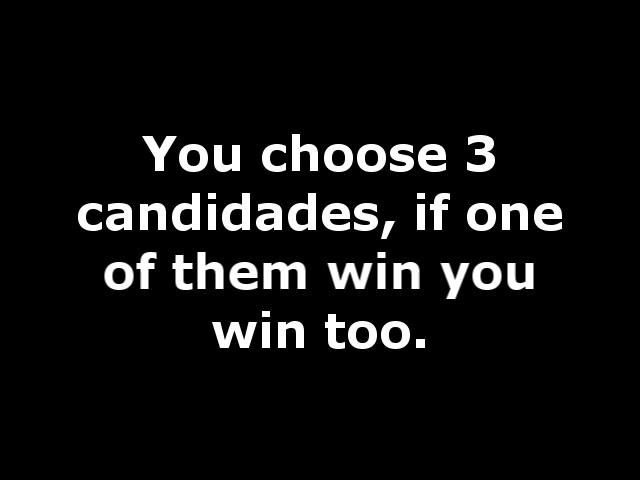 You choose 3
candidades, if one
of them win you
win too.